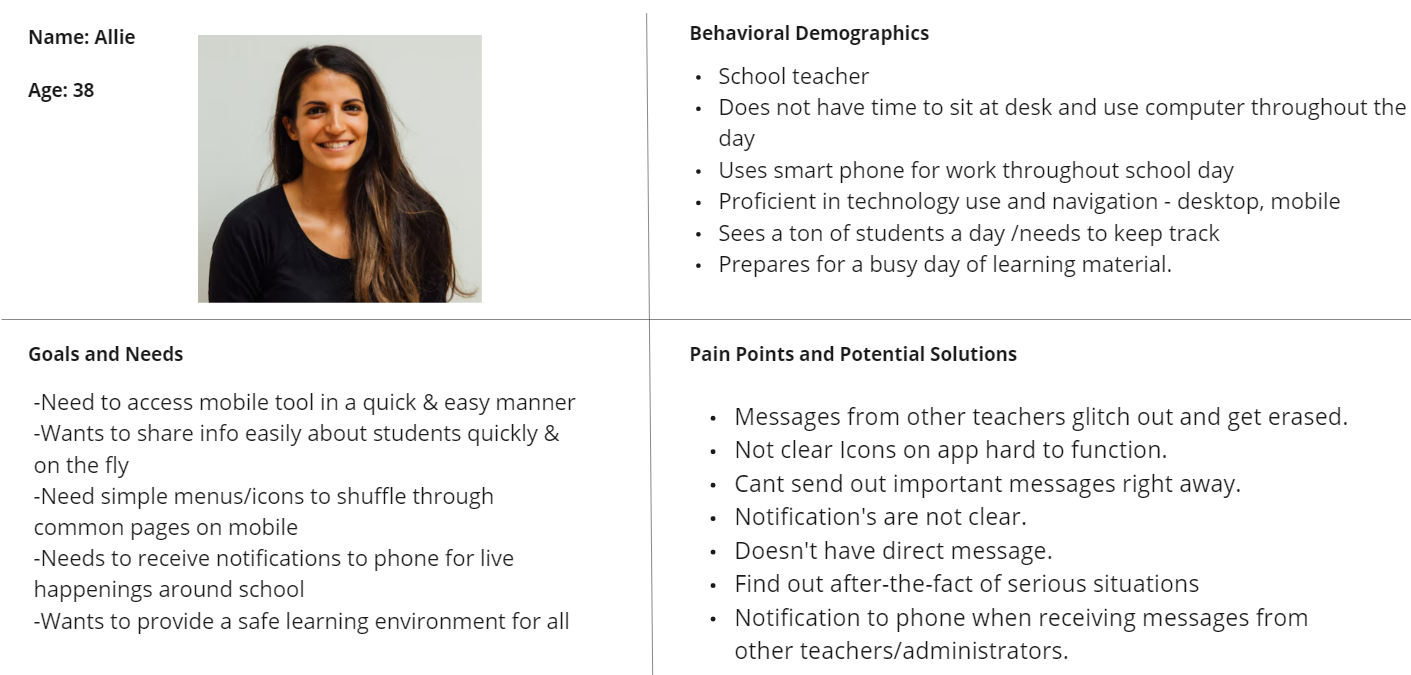 Name: Allie
Age: 38
Behavioral Demographics
• School teacher
• Does not have time to sit at desk and use computer throughout the
day
• Uses smart phone for work throughout school day
• Proficient in technology use and navigation - desktop, mobile
• Sees a ton of students a day /needs to keep track
• Prepares for a busy day of learning material.
Goals and Needs
-Need to access mobile tool in a quick & easy manner
-Wants to share info easily about students quickly &
on the fly
-Need simple menus/icons to shuffle through
common pages on mobile
-Needs to receive notifications to phone for live
happenings around school
-Wants to provide a safe learning environment for all
Pain Points and Potential Solutions
• Messages from other teachers glitch out and get erased.
• Not clear Icons on app hard to function.
• Cant send out important messages right away.
• Notification's are not clear.
• Doesn't have direct message.
• Find out after-the-fact of serious situations
• Notification to phone when receiving messages from
other teachers/administrators.